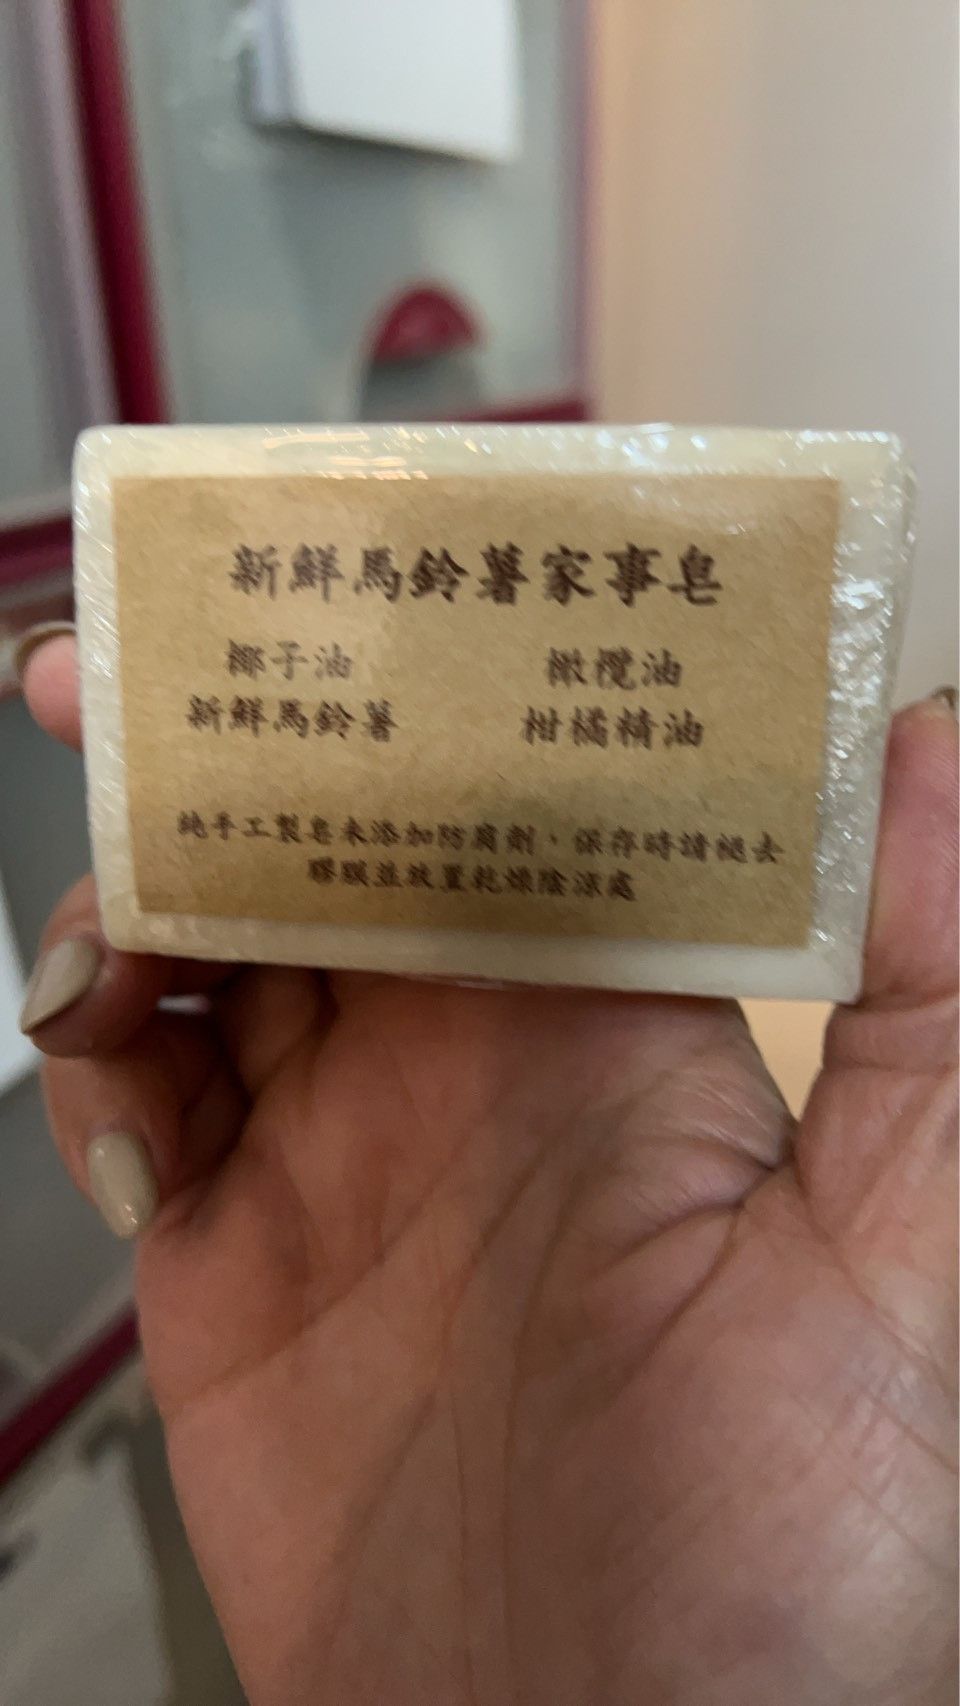 新鮮馬鈴薯家事皂
椰子油 橄欖油
新鮮馬鈴薯 柑橘精油
純手工製皂未添加防腐劑，保存時請褪去
膠膜並放置乾燥陰涼處